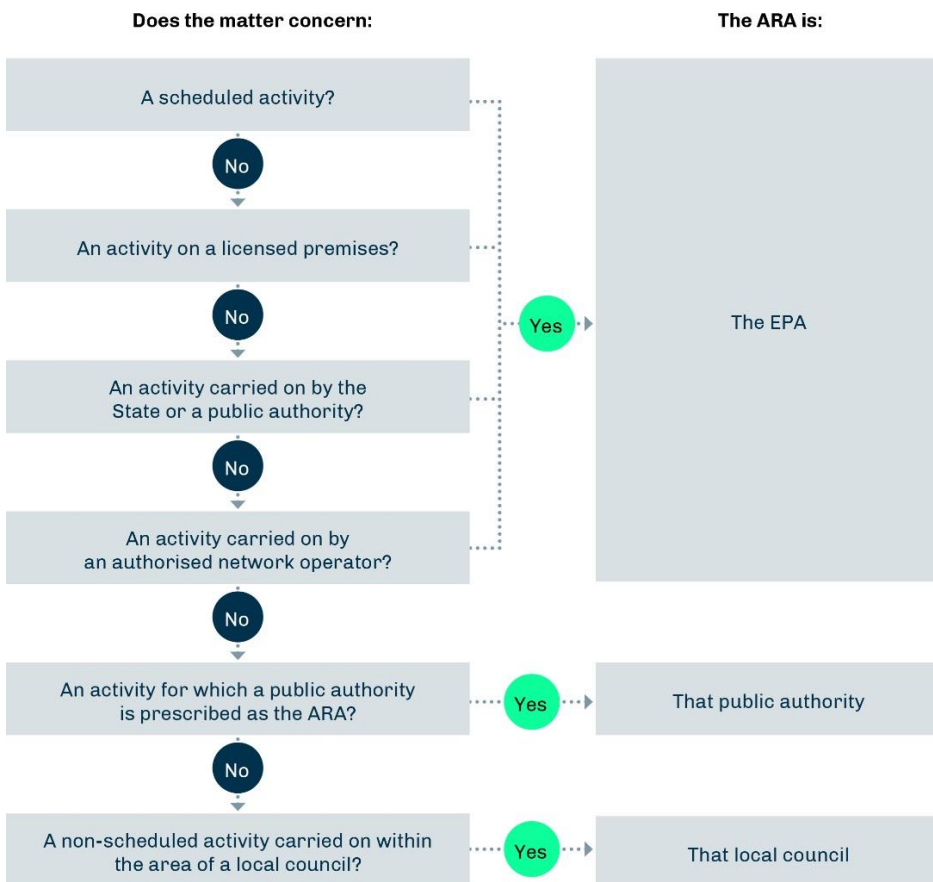 Does the matter concern:
The ARA is:
A scheduled activity?
No
An activity on a licensed premises?
No
Yes
The EPA
An activity carried on by the
State or a public authority?
No
An activity carried on by
an authorised network operator?
No
An activity for which a public authority
is prescribed as the ARA?
Yes
That public authority
No
A non-scheduled activity carried on within
the area of a local council?
Yes
That local council